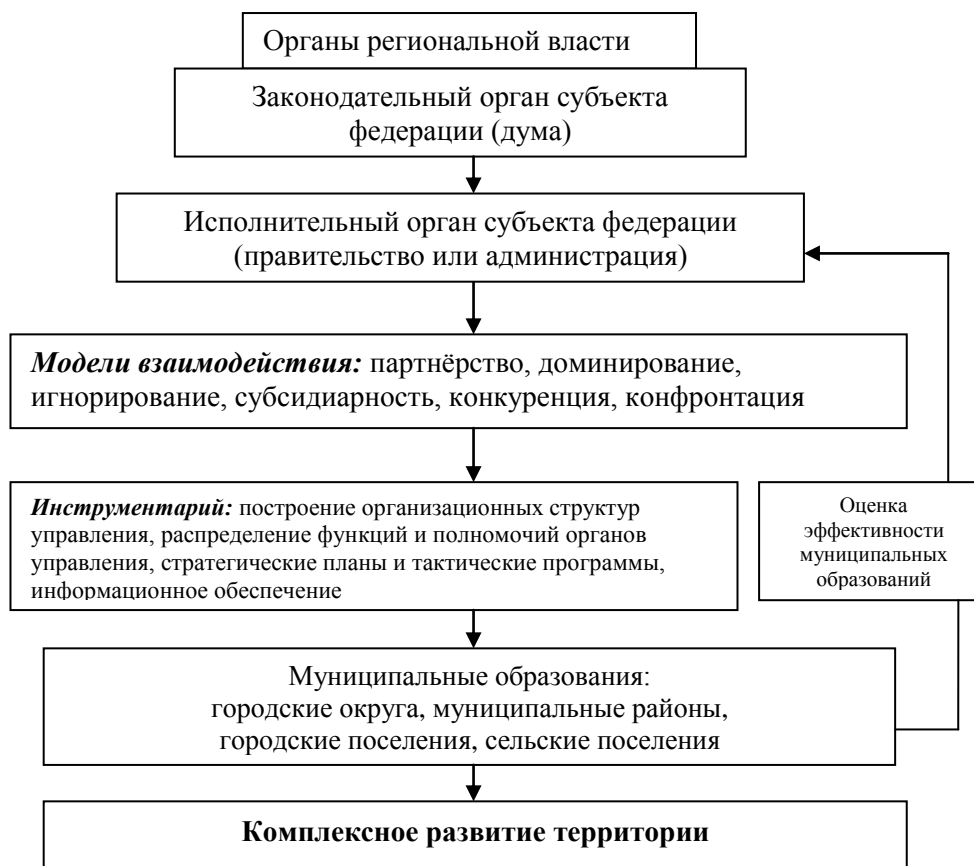 Органы региональной власти
Законодательный орган субъекта
федерации (дума)
Исполнительный орган субъекта федерации
(правительство или администрация)
Модели взаимодействия: партнёрство, доминирование,
игнорирование, субсидиарность, конкуренция, конфронтация
Инструментарий: построение организационных структур
управления, распределение функций и полномочий органов
управления, стратегические планы и тактические программы,
информационное обеспечение
Оценка
эффективности
муниципальных
образований
Муниципальные образования:
городские округа, муниципальные районы,
городские поселения, сельские поселения
Комплексное развитие территории